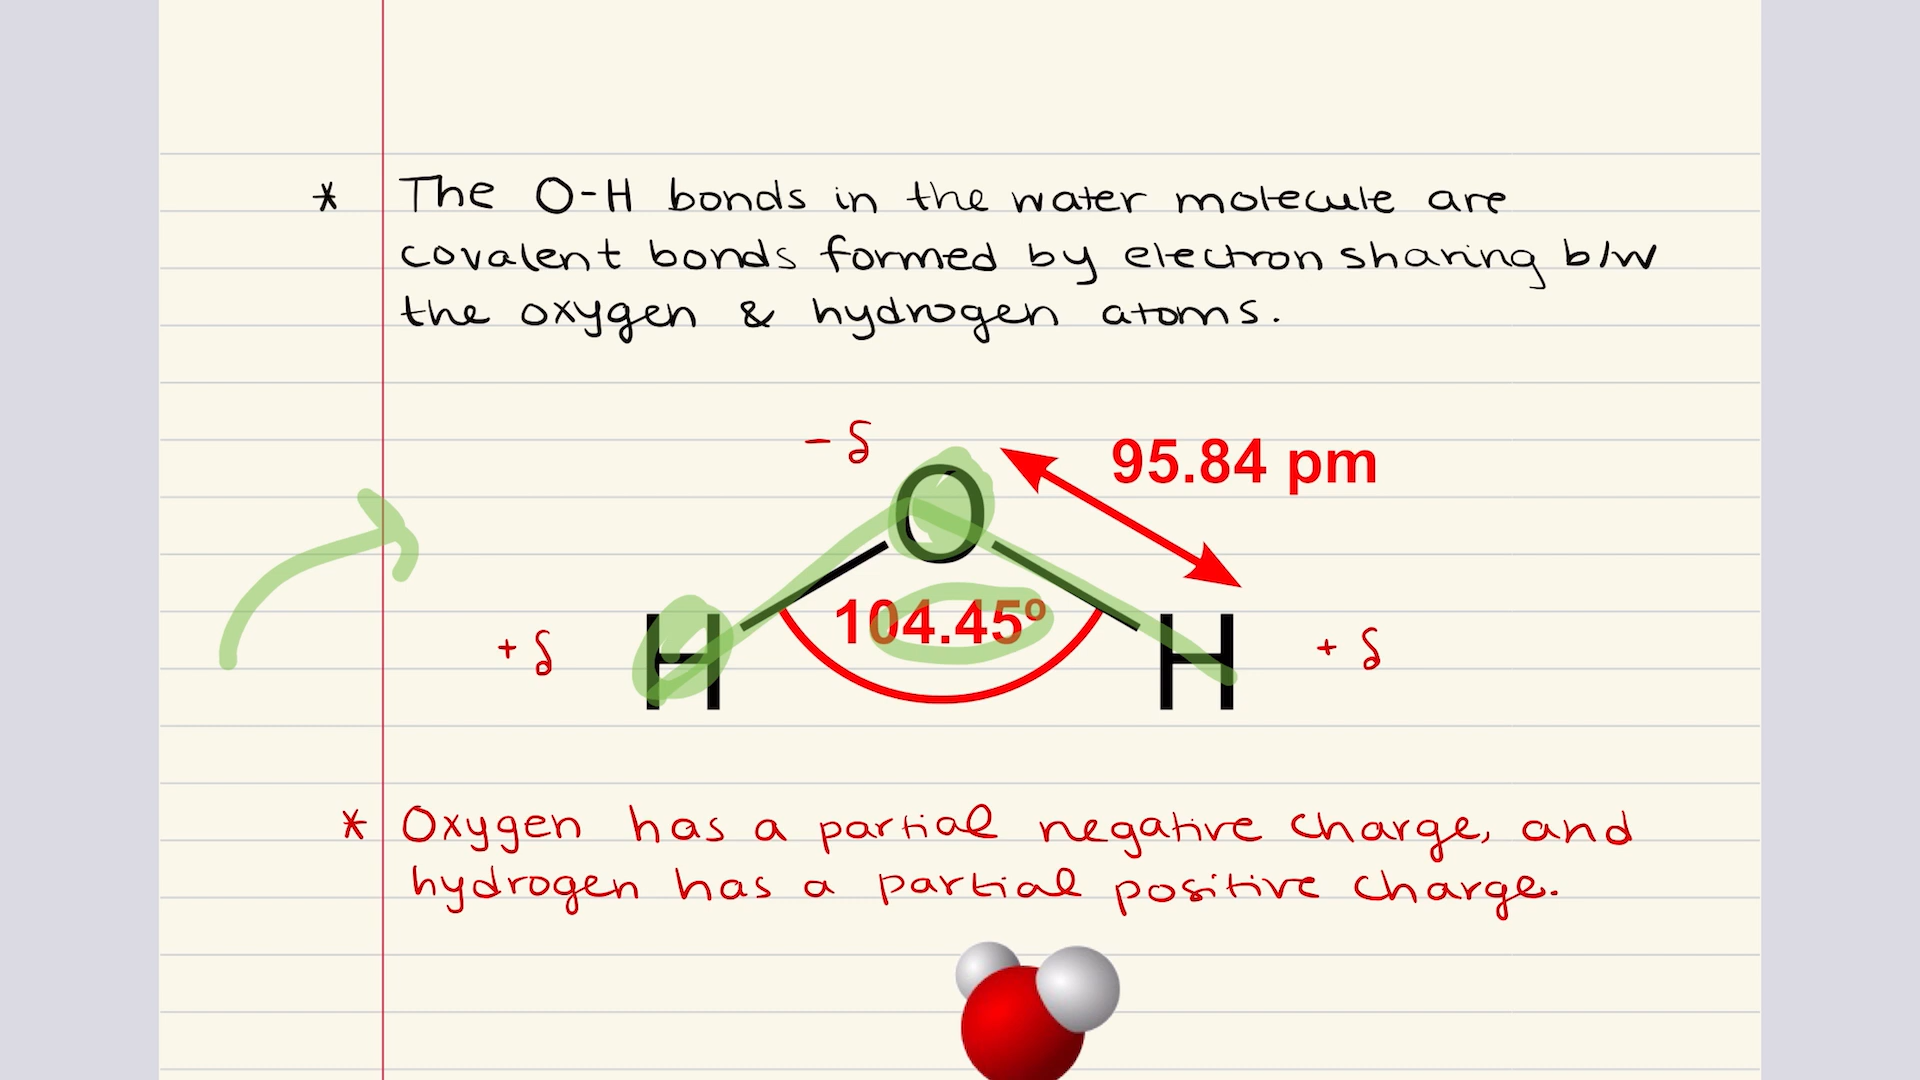 * The O-H bonds in the water molecule are
covalent bonds formed by electron sharing b/w
the oxygen & hydrogen atoms.
- δ
95.84 pm
O
104.45º
+ δ
H
H
+ δ
* Oxygen has a partial negative charge, and
hydrogen has a partial positive charge.